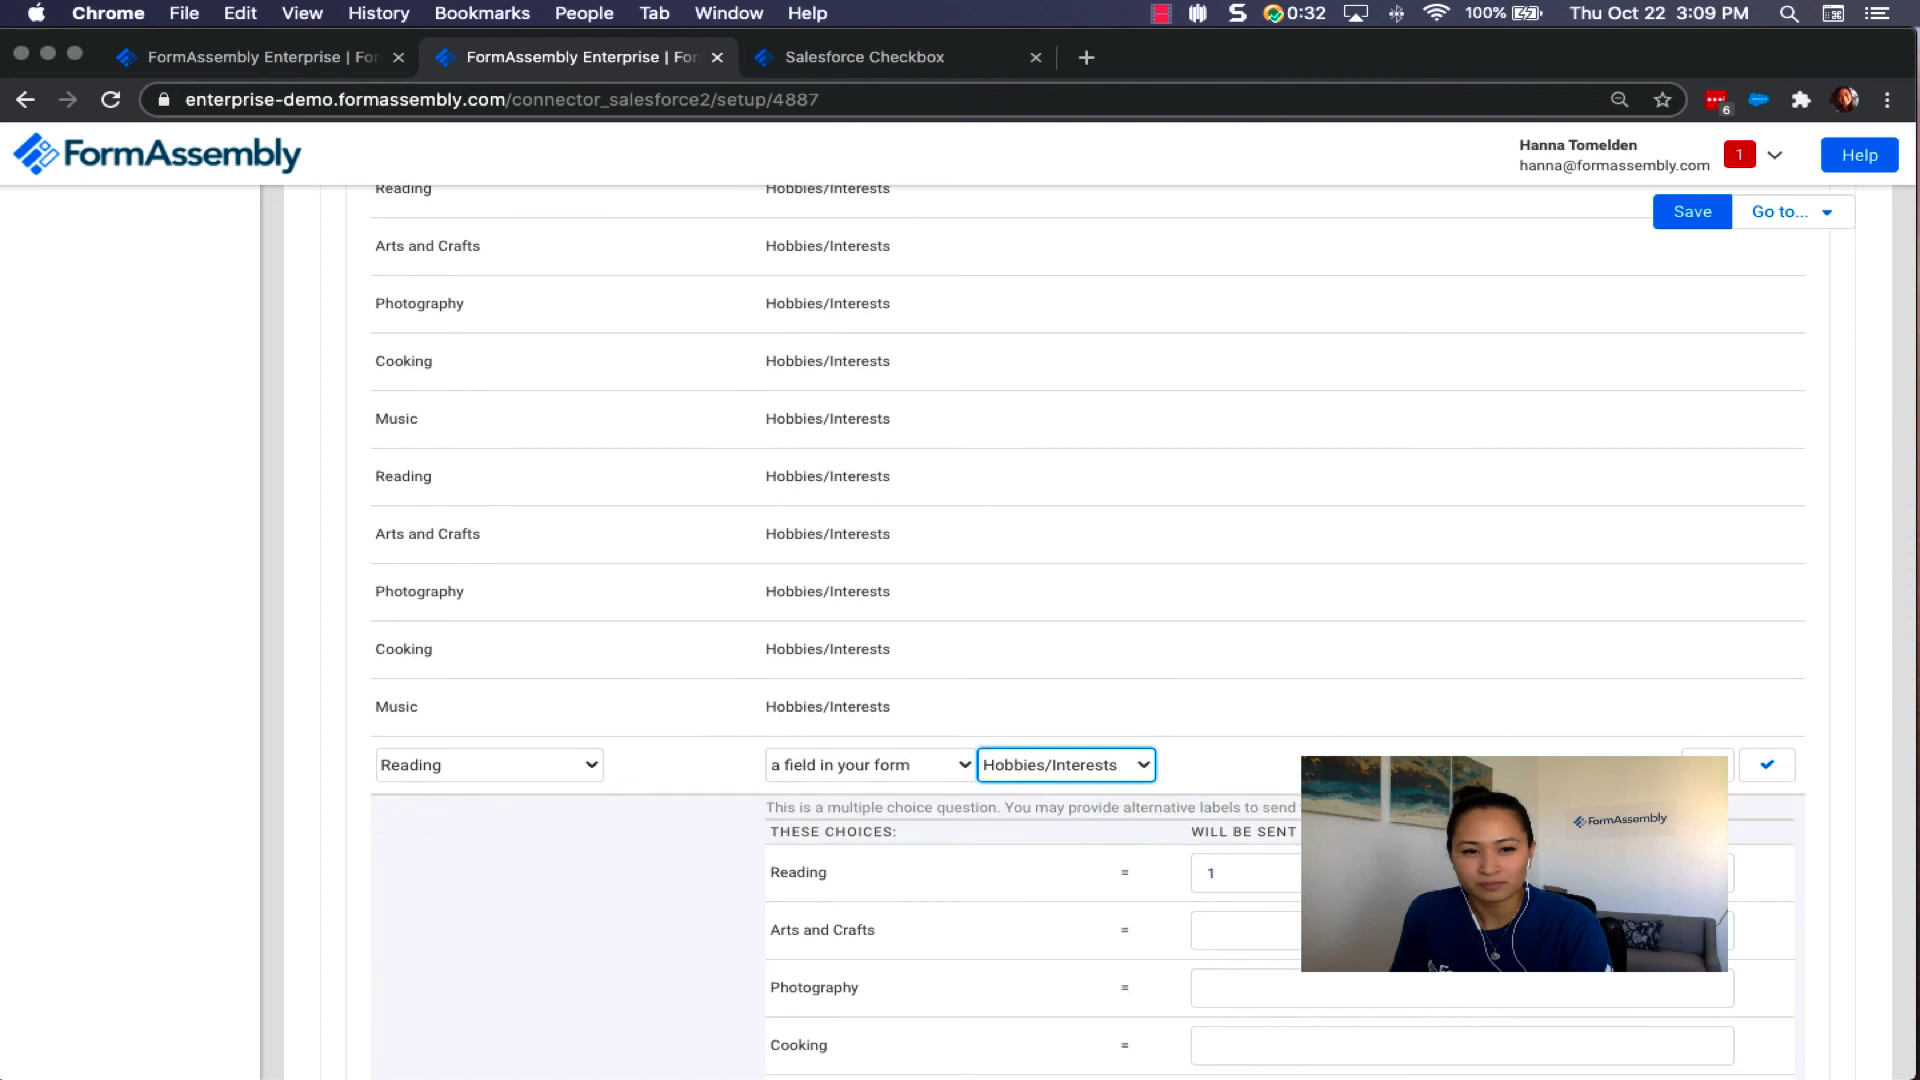 Chrome File Edit View History Bookmarks People Tab Window Help 0:32 100% Thu Oct 22 3:09 PM
FormAssembly Enterprise | For FormAssembly Enterprise | For Salesforce Checkbox
enterprise-demo.formassembly.com/connector_salesforce2/setup/4887 6
FormAssembly
Hanna Tomelden
hanna@formassembly.com
1
Help
Reading Hobbies/Interests
Save Go to...
Arts and Crafts Hobbies/Interests
Photography Hobbies/Interests
Cooking Hobbies/Interests
Music Hobbies/Interests
Reading Hobbies/Interests
Arts and Crafts Hobbies/Interests
Photography Hobbies/Interests
Cooking Hobbies/Interests
Music Hobbies/Interests
Reading a field in your form Hobbies/Interests
This is a multiple choice question. You may provide alternative labels to send
THESE CHOICES: WILL BE SENT
FormAssembly
Reading = 1
Arts and Crafts =
Photography =
Cooking =